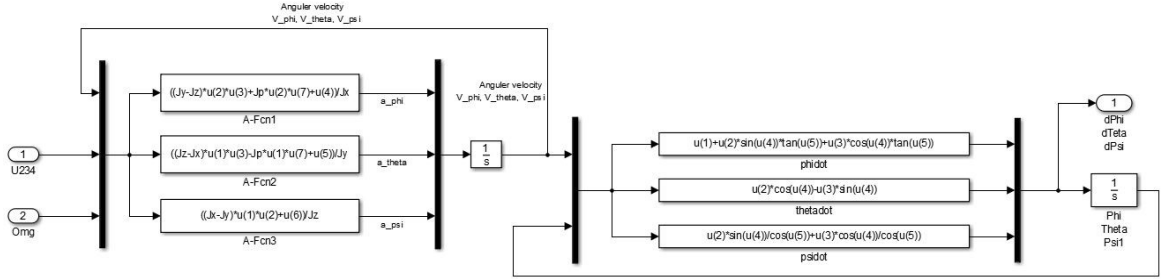 Anguler velocity
V_phi, V_theta, V_psi
((Jy-Jz)*u(2)*u(3)+Jp*u(2)*u(7)+u(4))/Jx
A-Fcn1
a_phi
1
U234
((Jz-Jx)*u(1)*u(3)-Jp*u(1)*u(7)+u(5))/Jy
A-Fcn2
a_theta
2
Omg
((Jx-Jy)*u(1)*u(2)+u(6))/Jz
A-Fcn3
a_psi
Anguler velocity
V_phi, V_theta, V_psi
1
s
u(1)+u(2)*sin(u(4))*tan(u(5))+u(3)*cos(u(4))*tan(u(5))
phidot
u(2)*cos(u(4))-u(3)*sin(u(4))
thetadot
u(2)*sin(u(4))/cos(u(5))+u(3)*cos(u(4))/cos(u(5))
psidot
1
dPhi
dTeta
dPsi
1
s
Phi
Theta
Psi1